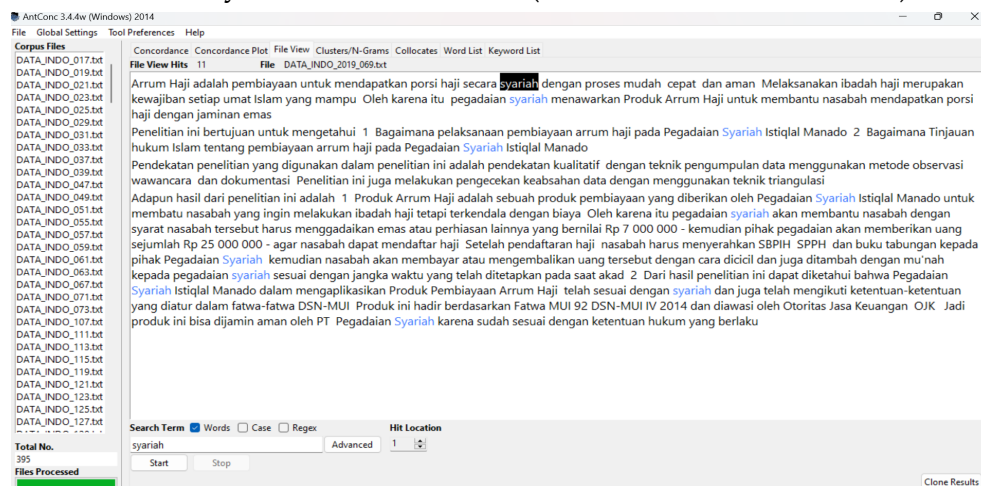 AntConc 3.4.4w (Windows) 2014
File Global Settings Tool Preferences Help
Corpus Files
DATA_INDO_017.txt
DATA_INDO_019.txt
DATA_INDO_021.txt
DATA_INDO_023.txt
DATA_INDO_025.txt
DATA_INDO_029.txt
DATA_INDO_031.txt
DATA_INDO_033.txt
DATA_INDO_037.txt
DATA_INDO_039.txt
DATA_INDO_047.txt
DATA_INDO_049.txt
DATA_INDO_051.txt
DATA_INDO_055.txt
DATA_INDO_057.txt
DATA_INDO_059.txt
DATA_INDO_061.txt
DATA_INDO_063.txt
DATA_INDO_067.txt
DATA_INDO_071.txt
DATA_INDO_073.txt
DATA_INDO_107.txt
DATA_INDO_111.txt
DATA_INDO_113.txt
DATA_INDO_115.txt
DATA_INDO_119.txt
DATA_INDO_121.txt
DATA_INDO_123.txt
DATA_INDO_125.txt
DATA_INDO_127.txt
Total No.
395
Files Processed
Concordance Concordance Plot File View Clusters/N-Grams Collocates Word List Keyword List
File View Hits 11 File DATA_INDO_2019_069.txt
Arrum Haji adalah pembiayaan untuk mendapatkan porsi haji secara syariah dengan proses mudah cepat dan aman Melaksanakan ibadah haji merupakan
kewajiban setiap umat Islam yang mampu Oleh karena itu pegadaian syariah menawarkan Produk Arrum Haji untuk membantu nasabah mendapatkan porsi
haji dengan jaminan emas
Penelitian ini bertujuan untuk mengetahui 1 Bagaimana pelaksanaan pembiayaan arrum haji pada Pegadaian Syariah Istiqlal Manado 2 Bagaimana Tinjauan
hukum Islam tentang pembiayaan arrum haji pada Pegadaian Syariah Istiqlal Manado
Pendekatan penelitian yang digunakan dalam penelitian ini adalah pendekatan kualitatif dengan teknik pengumpulan data menggunakan metode observasi
wawancara dan dokumentasi Penelitian ini juga melakukan pengecekan keabsahan data dengan menggunakan teknik triangulasi
Adapun hasil dari penelitian ini adalah 1 Produk Arrum Haji adalah sebuah produk pembiayaan yang diberikan oleh Pegadaian Syariah Istiqlal Manado untuk
membatu nasabah yang ingin melakukan ibadah haji tetapi terkendala dengan biaya Oleh karena itu pegadaian syariah akan membantu nasabah dengan
syarat nasabah tersebut harus menggadaikan emas atau perhiasan lainnya yang bernilai Rp 7 000 000 - kemudian pihak pegadaian akan memberikan uang
sejumlah Rp 25 000 000 - agar nasabah dapat mendaftar haji Setelah pendaftaran haji nasabah harus menyerahkan SBPIH SPPH dan buku tabungan kepada
pihak Pegadaian Syariah kemudian nasabah akan membayar atau mengembalikan uang tersebut dengan cara dicicil dan juga ditambah dengan mu'nah
kepada pegadaian syariah sesuai dengan jangka waktu yang telah ditetapkan pada saat akad 2 Dari hasil penelitian ini dapat diketahui bahwa Pegadaian
Syariah Istiqlal Manado dalam mengaplikasikan Produk Pembiayaan Arrum Haji telah sesuai dengan syariah dan juga telah mengikuti ketentuan-ketentuan
yang diatur dalam fatwa-fatwa DSN-MUI Produk ini hadir berdasarkan Fatwa MUI 92 DSN-MUI IV 2014 dan diawasi oleh Otoritas Jasa Keuangan OJK Jadi
produk ini bisa dijamin aman oleh PT Pegadaian Syariah karena sudah sesuai dengan ketentuan hukum yang berlaku
Search Term Words Case Regex Hit Location
syariah Advanced 1
Start Stop
Clone Results